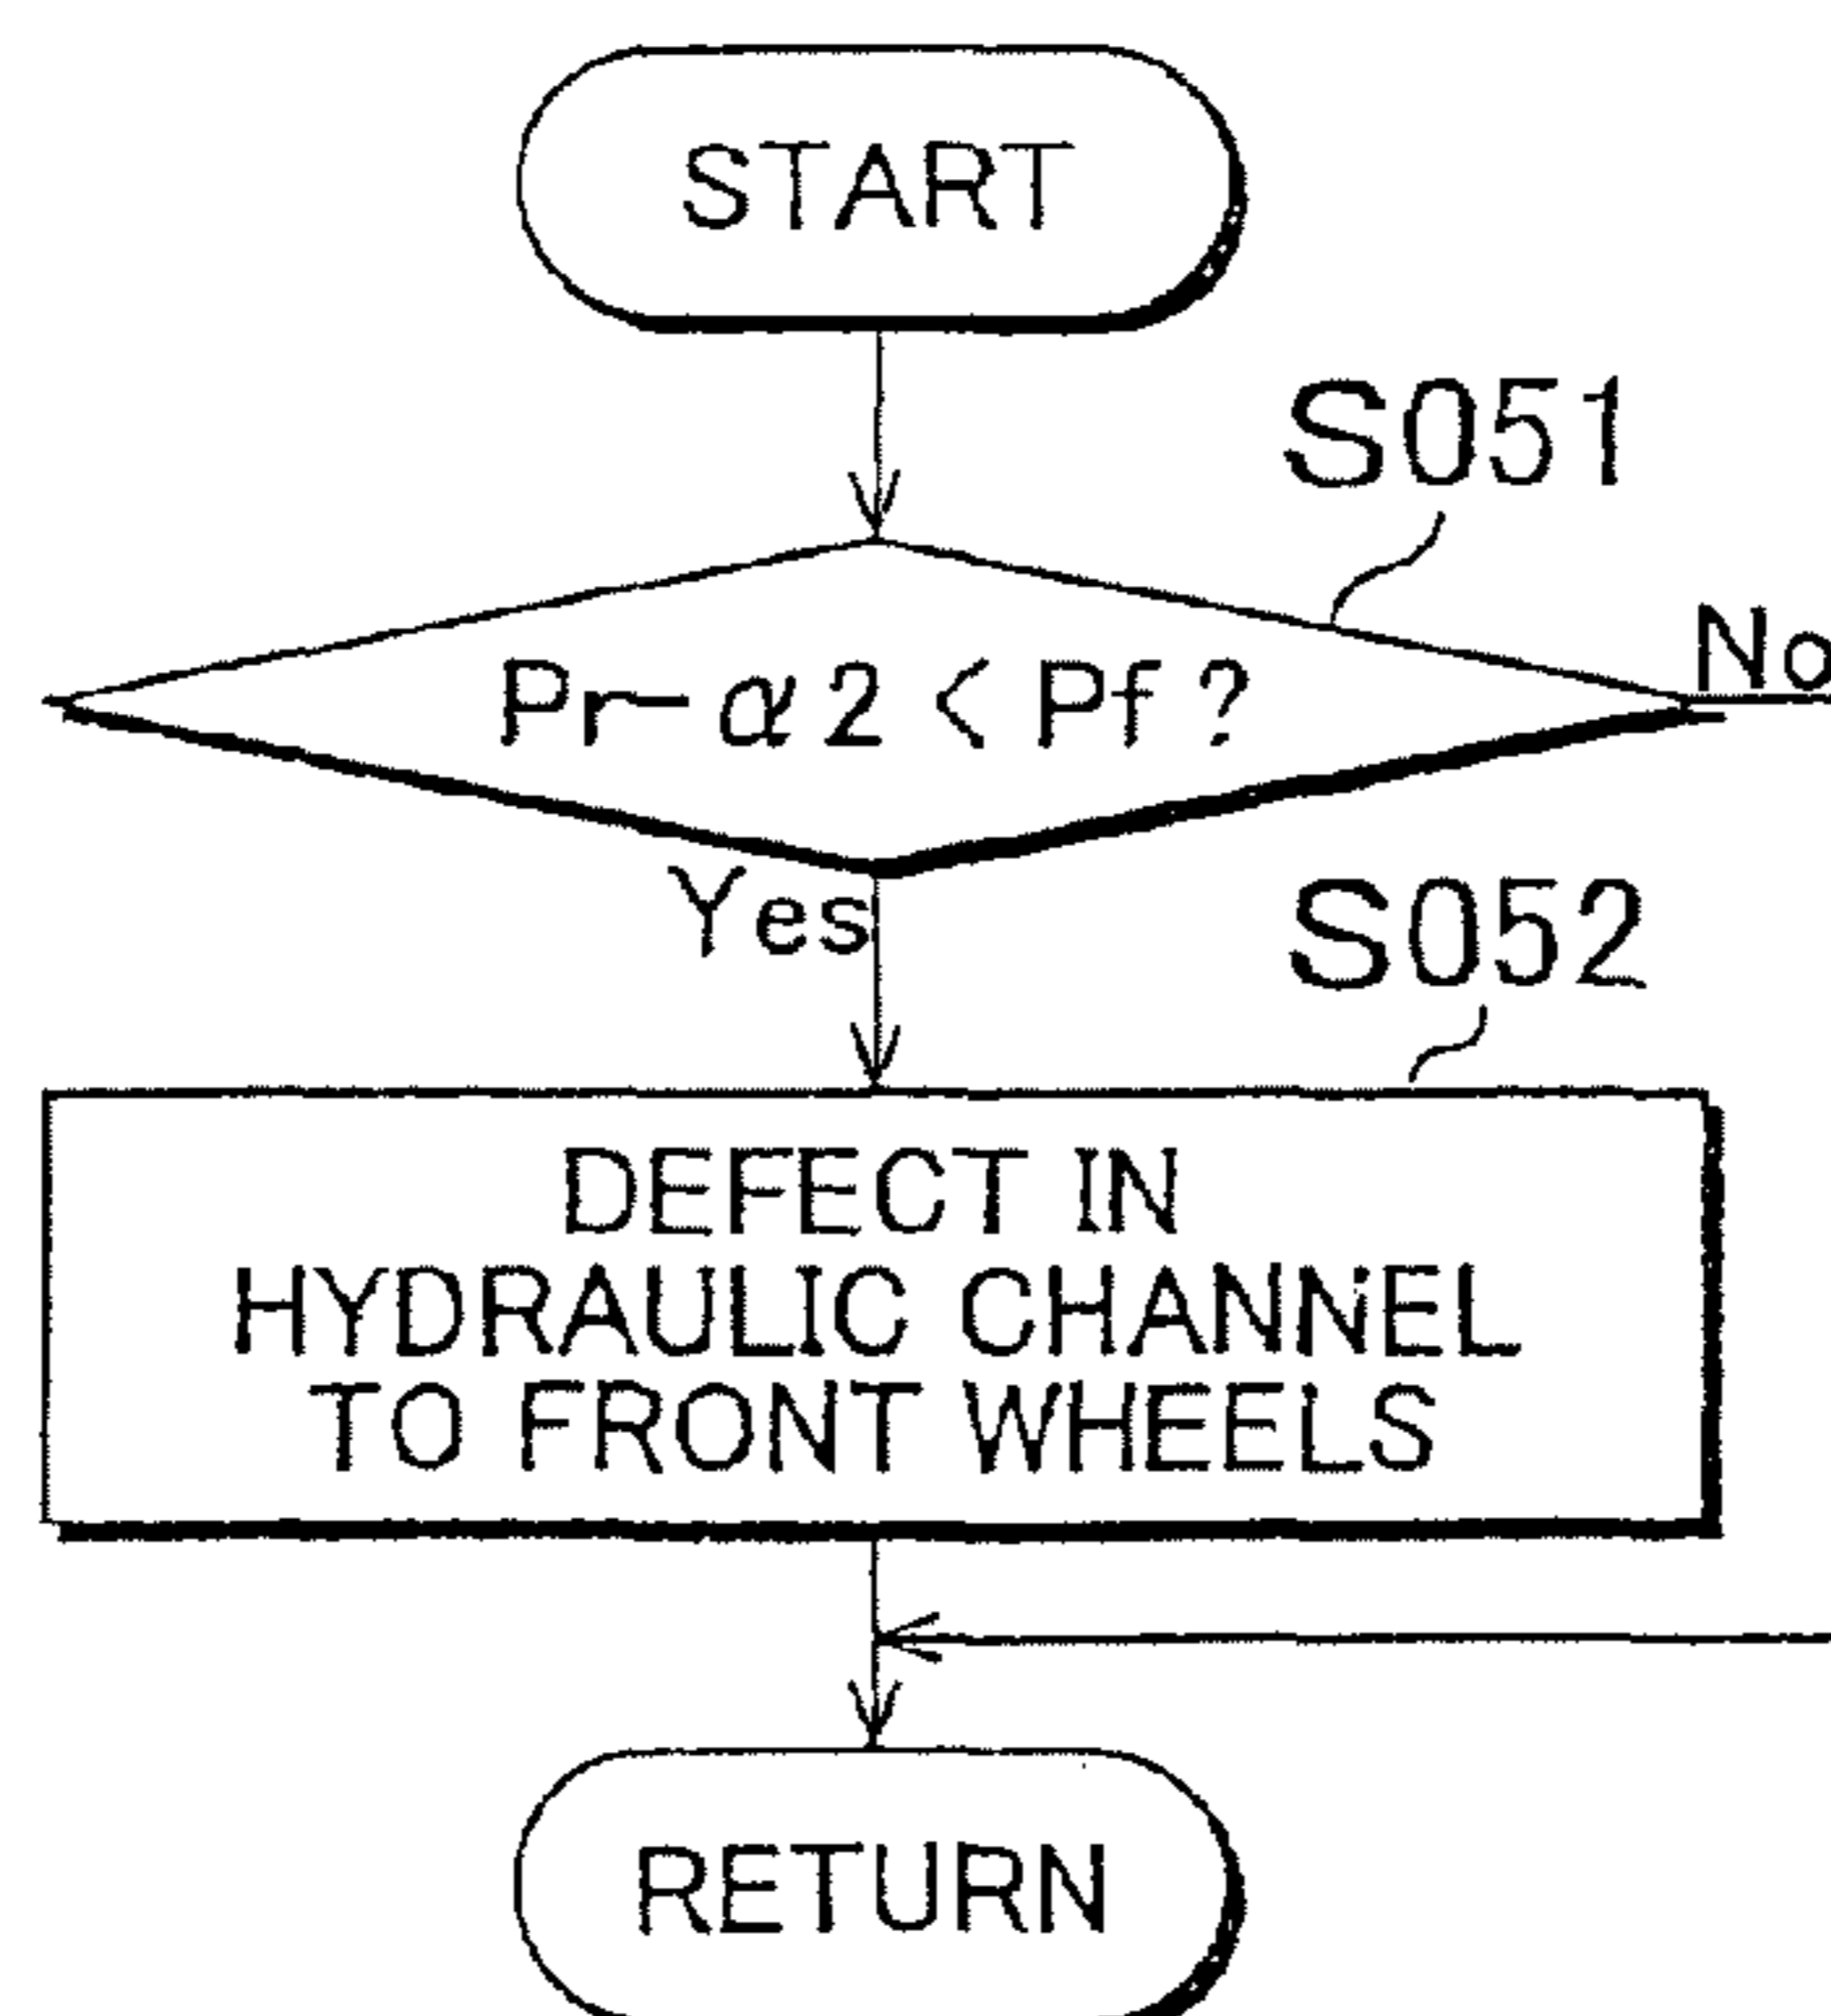 START
S051
Pr-α2 < Pf ?
No
Yes
S052
DEFECT IN
HYDRAULIC CHANNEL
TO FRONT WHEELS
RETURN